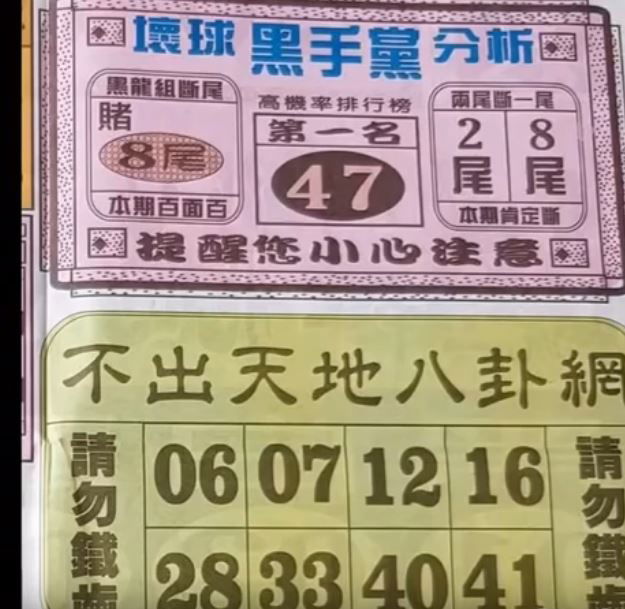 壞球 黑手黨 分析
黑龍組斷尾
賭
8尾
本期百面百
高機率排行榜
第一名
47
兩尾斷一尾
2尾 8尾
本期肯定斷
提醒您小心注意
不出天地八卦網
請勿鐵齒
06 07 12 16
28 33 40 41
請勿鐵